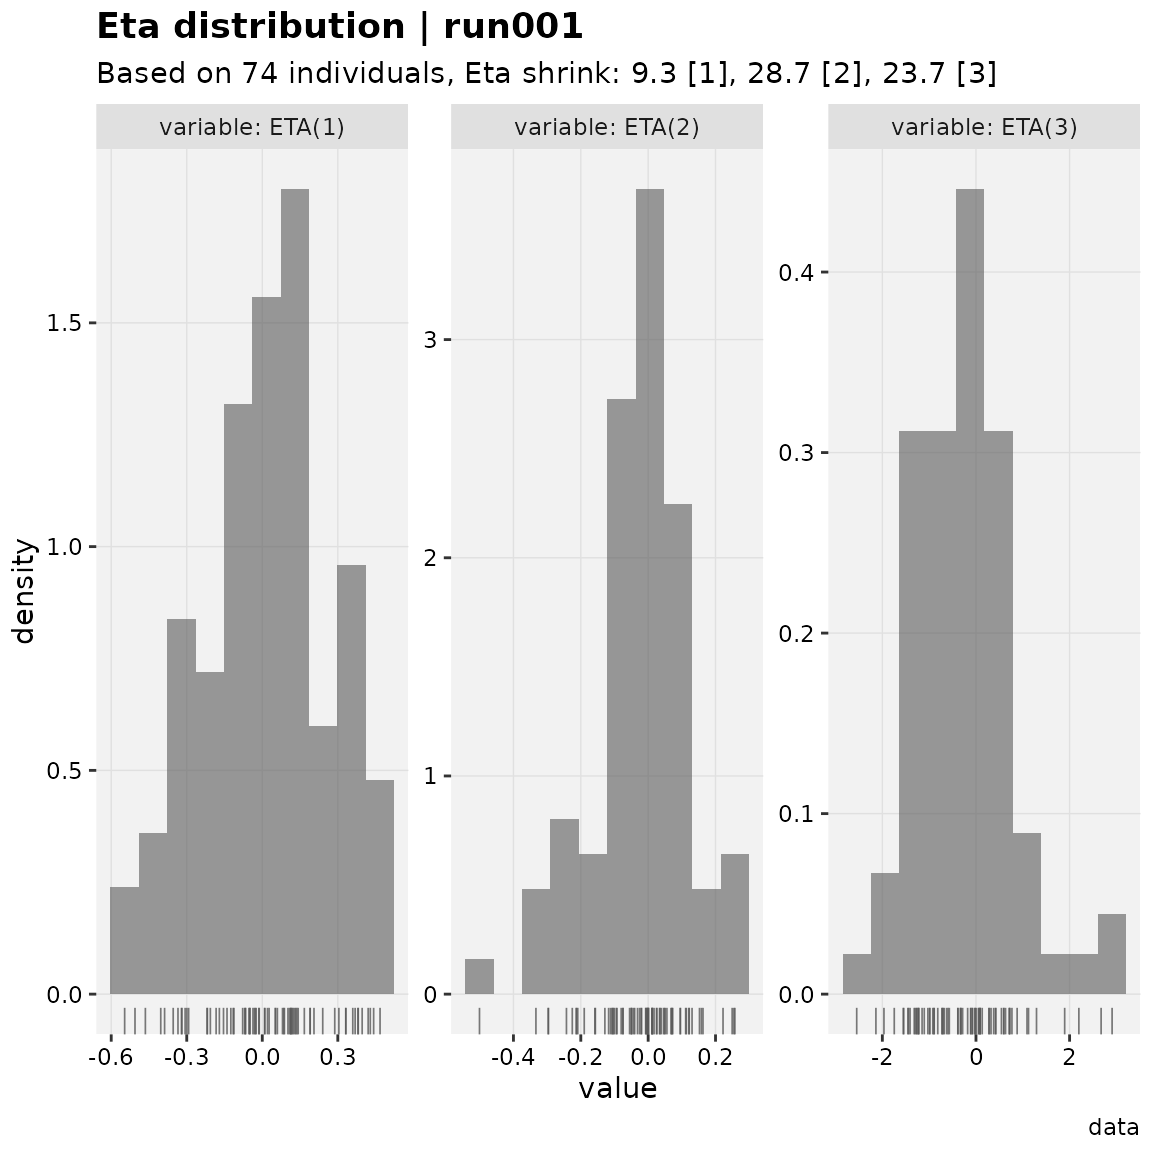 Eta distribution | run001
Based on 74 individuals, Eta shrink: 9.3 [1], 28.7 [2], 23.7 [3]
variable: ETA(1)
variable: ETA(2)
variable: ETA(3)
density
1.5
1.0
0.5
0.0
3
2
1
0
0.4
0.3
0.2
0.1
0.0
-0.6 -0.3 0.0 0.3
-0.4 -0.2 0.0 0.2
-2 0 2
value
data